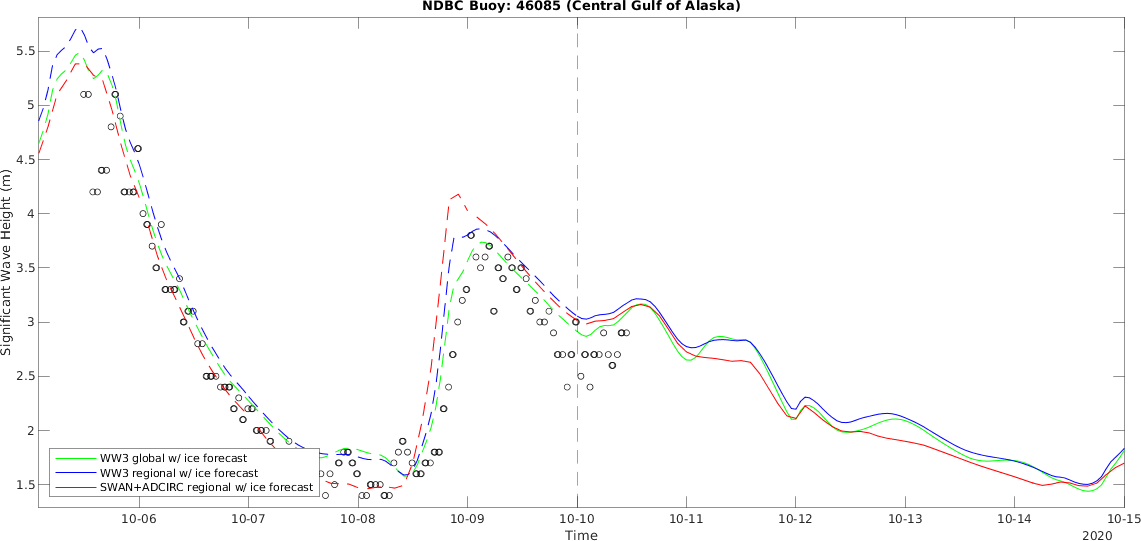 NDBC Buoy: 46085 (Central Gulf of Alaska)
Significant Wave Height (m)
5.5
5
4.5
4
3.5
3
2.5
2
1.5
WW3 global w/ ice forecast
WW3 regional w/ ice forecast
SWAN+ADCIRC regional w/ ice forecast
10-06 10-07 10-08 10-09 10-10 10-11 10-12 10-13 10-14 10-15
Time
2020